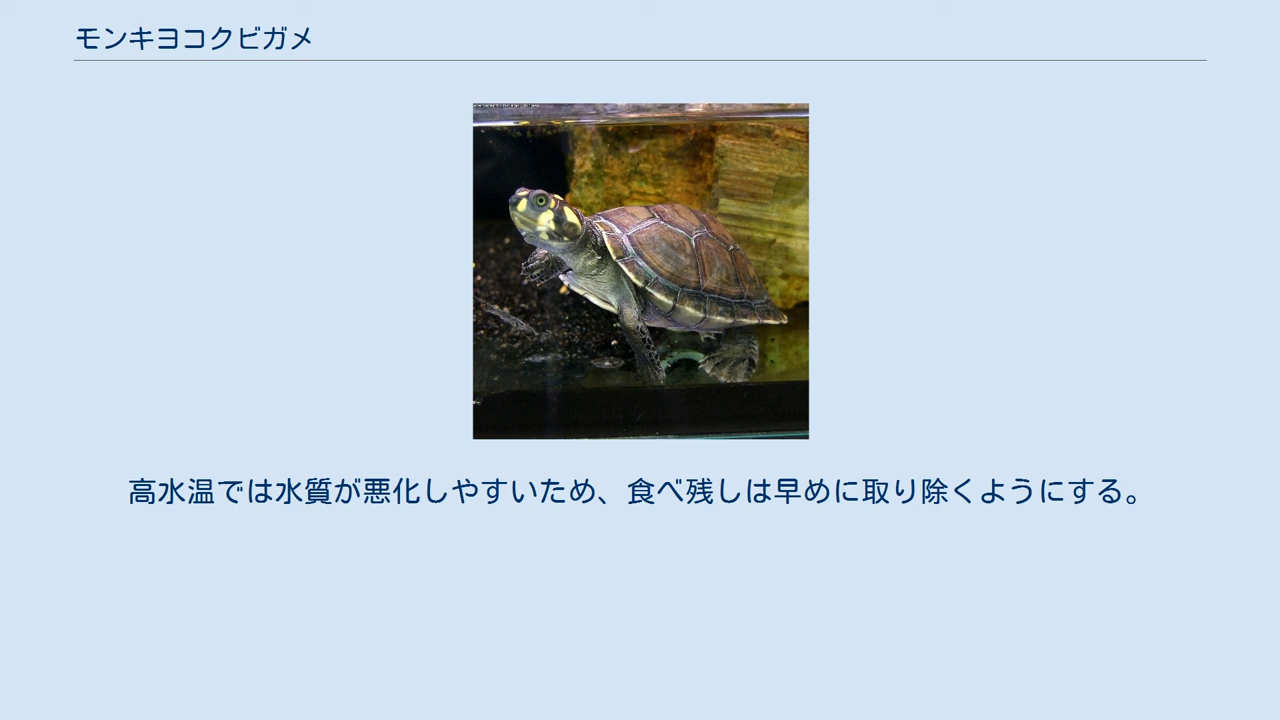 モンキヨコクビガメ
高水温では水質が悪化しやすいため、食べ残しは早めに取り除くようにする。